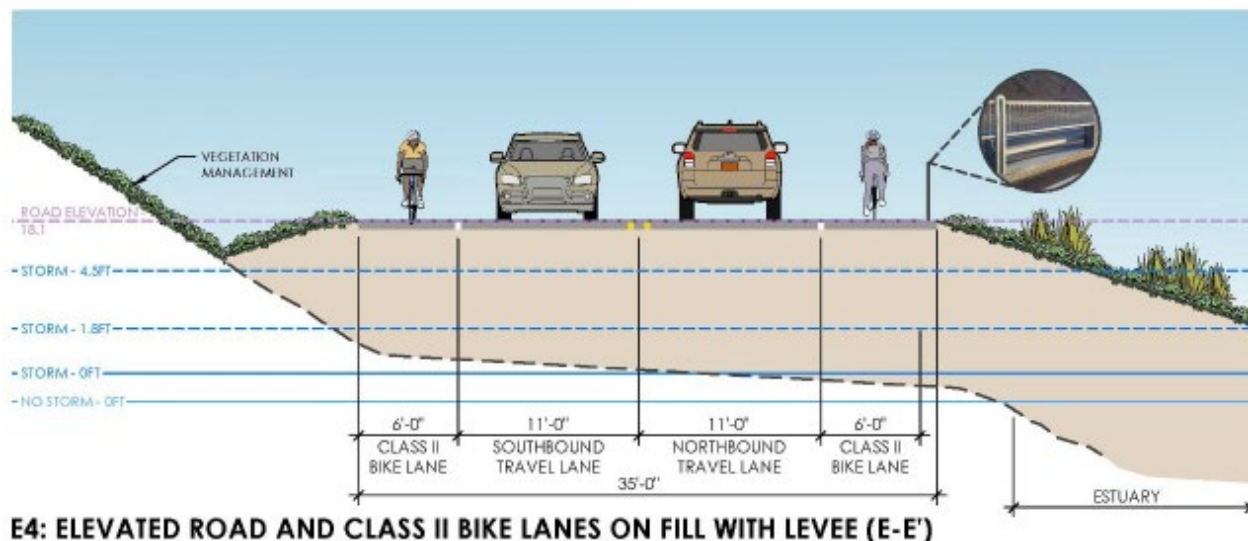 VEGETATION
MANAGEMENT
ROAD ELEVATION
18.1
STORM - 4.5FT
STORM - 1.8FT
STORM - 0FT
NO STORM - 0FT
6'-0" 11'-0" 11'-0" 6'-0"
CLASS II SOUTHBOUND NORTHBOUND CLASS II
BIKE LANE TRAVEL LANE TRAVEL LANE BIKE LANE
35'-0"
ESTUARY
E4: ELEVATED ROAD AND CLASS II BIKE LANES ON FILL WITH LEVEE (E-E')